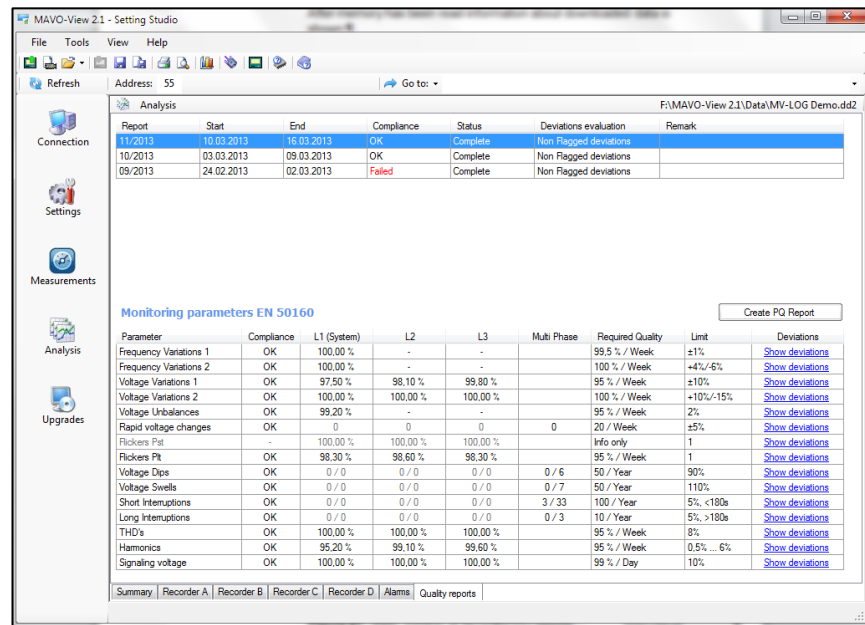 MAVO-View 2.1 - Setting Studio
File Tools View Help
Refresh Address: 55 Go to:
Analysis F:\MAVO-View 2.1\Data\MV-LOG Demo.dd2
Report Start End Compliance Status Deviations evaluation Remark
11/2013 10.03.2013 16.03.2013 OK Complete Non Flagged deviations
10/2013 03.03.2013 09.03.2013 OK Complete Non Flagged deviations
09/2013 24.02.2013 02.03.2013 Failed Complete Non Flagged deviations
Connection
Settings
Measurements
Analysis
Upgrades
Monitoring parameters EN 50160 Create PQ Report
Parameter Compliance L1 (System) L2 L3 Multi Phase Required Quality Limit Deviations
Frequency Variations 1 OK 100,00 % - - 99,5 % / Week ±1% Show deviations
Frequency Variations 2 OK 100,00 % - - 100 % / Week +4%/-6% Show deviations
Voltage Variations 1 OK 97,50 % 98,10 % 99,80 % 95 % / Week ±10% Show deviations
Voltage Variations 2 OK 100,00 % 100,00 % 100,00 % 100 % / Week +10%/-15% Show deviations
Voltage Unbalances OK 99,20 % - - 95 % / Week 2% Show deviations
Rapid voltage changes OK 0 0 0 0 20 / Week ±5% Show deviations
Flickers Pst - 100,00 % 100,00 % 100,00 % Info only 1 Show deviations
Flickers Plt OK 98,30 % 98,60 % 98,30 % 95 % / Week 1 Show deviations
Voltage Dips OK 0 / 0 0 / 0 0 / 0 0 / 6 50 / Year 90% Show deviations
Voltage Swells OK 0 / 0 0 / 0 0 / 0 0 / 7 50 / Year 110% Show deviations
Short Interruptions OK 0 / 0 0 / 0 0 / 0 3 / 33 100 / Year 5%, <180s Show deviations
Long Interruptions OK 0 / 0 0 / 0 0 / 0 0 / 3 10 / Year 5%, >180s Show deviations
THD's OK 100,00 % 100,00 % 100,00 % 95 % / Week 8% Show deviations
Harmonics OK 95,20 % 99,10 % 99,60 % 95 % / Week 0,5% ... 6% Show deviations
Signaling voltage OK 100,00 % 100,00 % 100,00 % 99 % / Day 10% Show deviations
Summary Recorder A Recorder B Recorder C Recorder D Alarms Quality reports